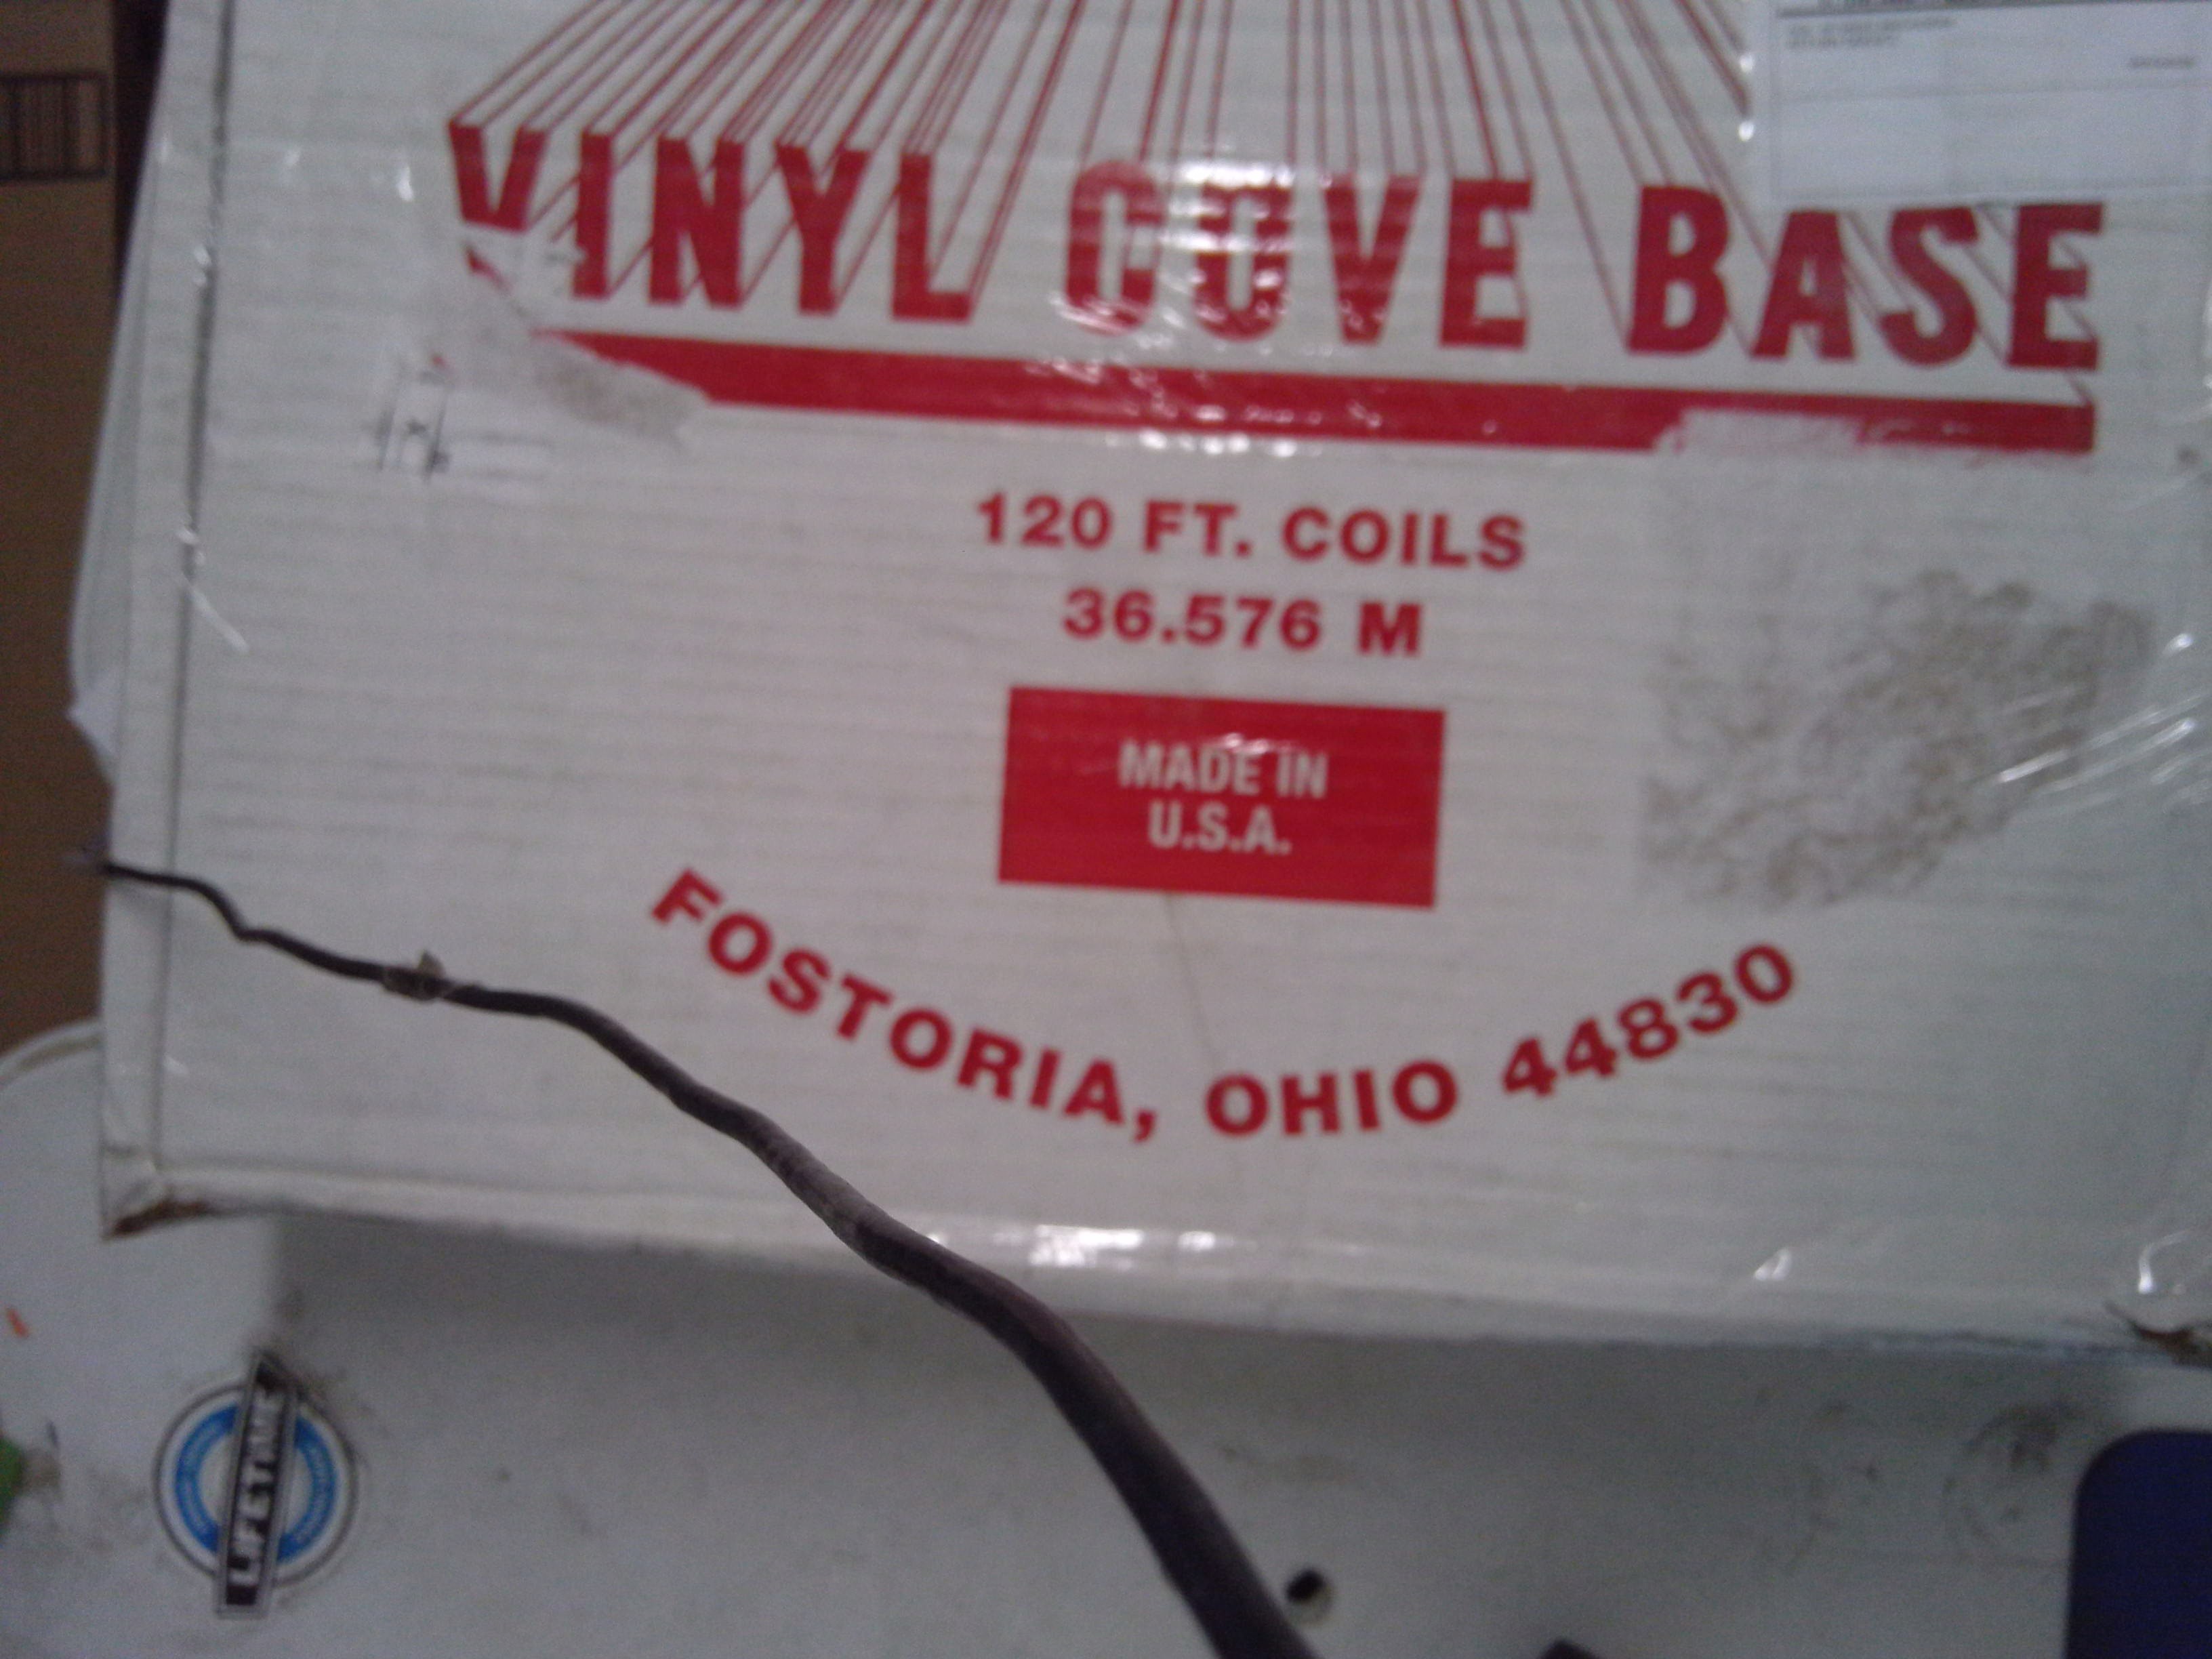 VINYL COVE BASE
120 FT. COILS
36.576 M
MADE IN
U.S.A.
FOSTORIA, OHIO 44830
LIFETIME